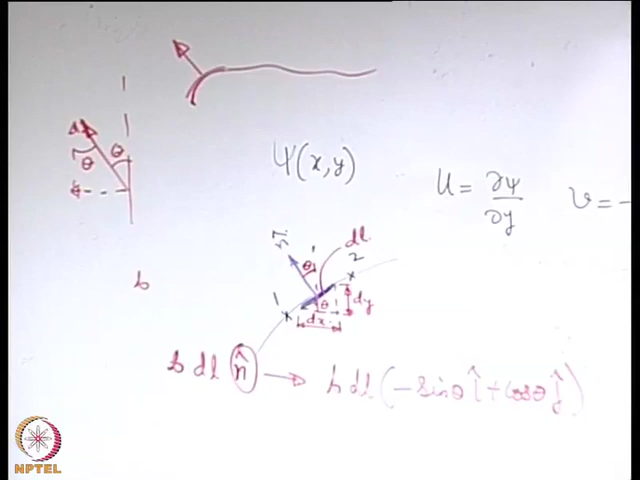 θ θ
ψ(x,y)
u = ∂ψ/∂y v = -
dl
θ 2
b
1 θ dy
dx
b dl n̂ → b dl (-sinθ î + cosθ ĵ)
NPTEL